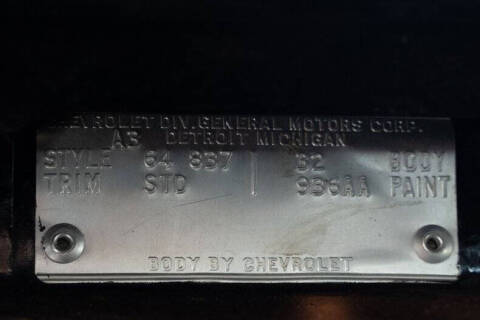 CHEVROLET DIV. GENERAL MOTORS CORP.
A3 DETROIT MICHIGAN
STYLE 64 837 32 BODY
TRIM STD 936AA PAINT
BODY BY CHEVROLET